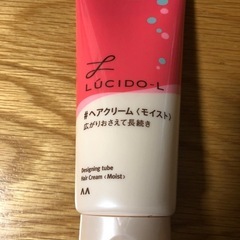 LÚCIDO-L
#ヘアクリーム〈モイスト〉
広がりおさえて長続き
Designing tube
Hair Cream〈Moist〉